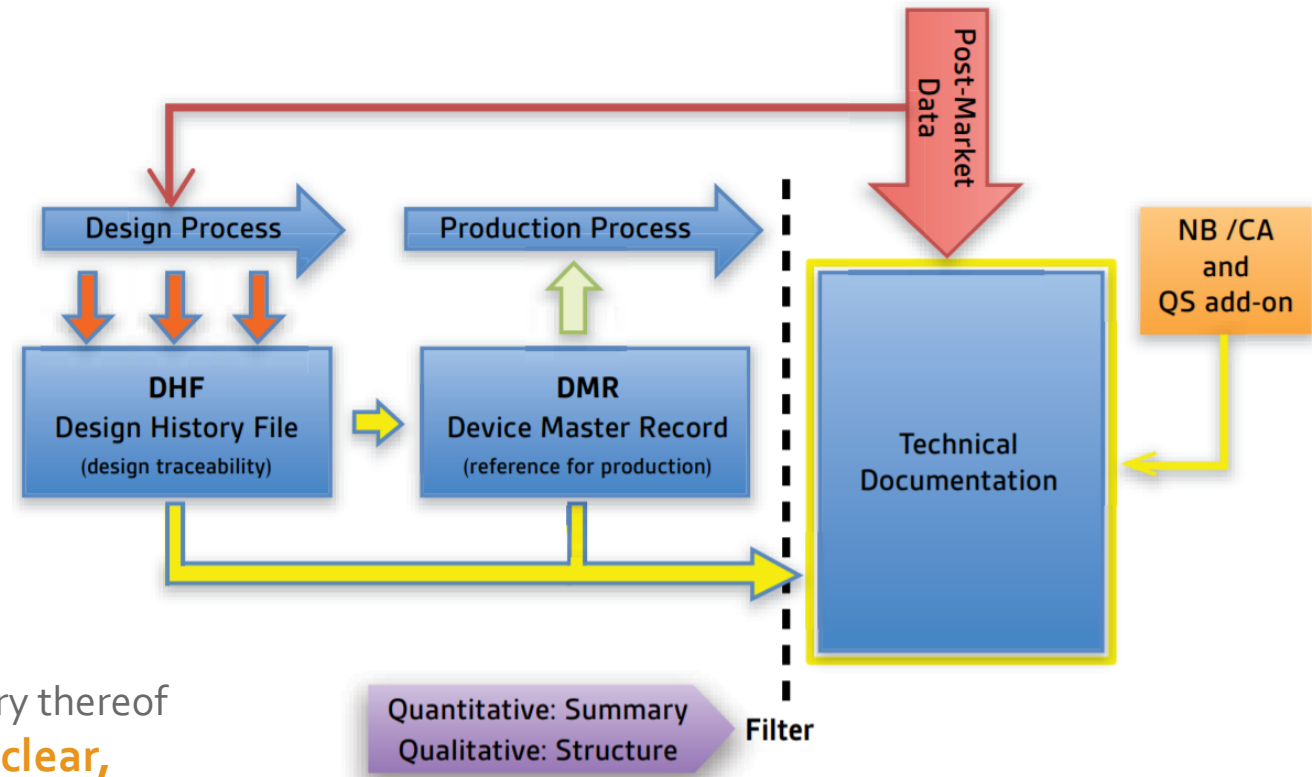 Post-Market
Data
Design Process
Production Process
NB /CA
and
QS add-on
DHF
Design History File
(design traceability)
DMR
Device Master Record
(reference for production)
Technical
Documentation
ry thereof
clear,
Quantitative: Summary
Qualitative: Structure
Filter